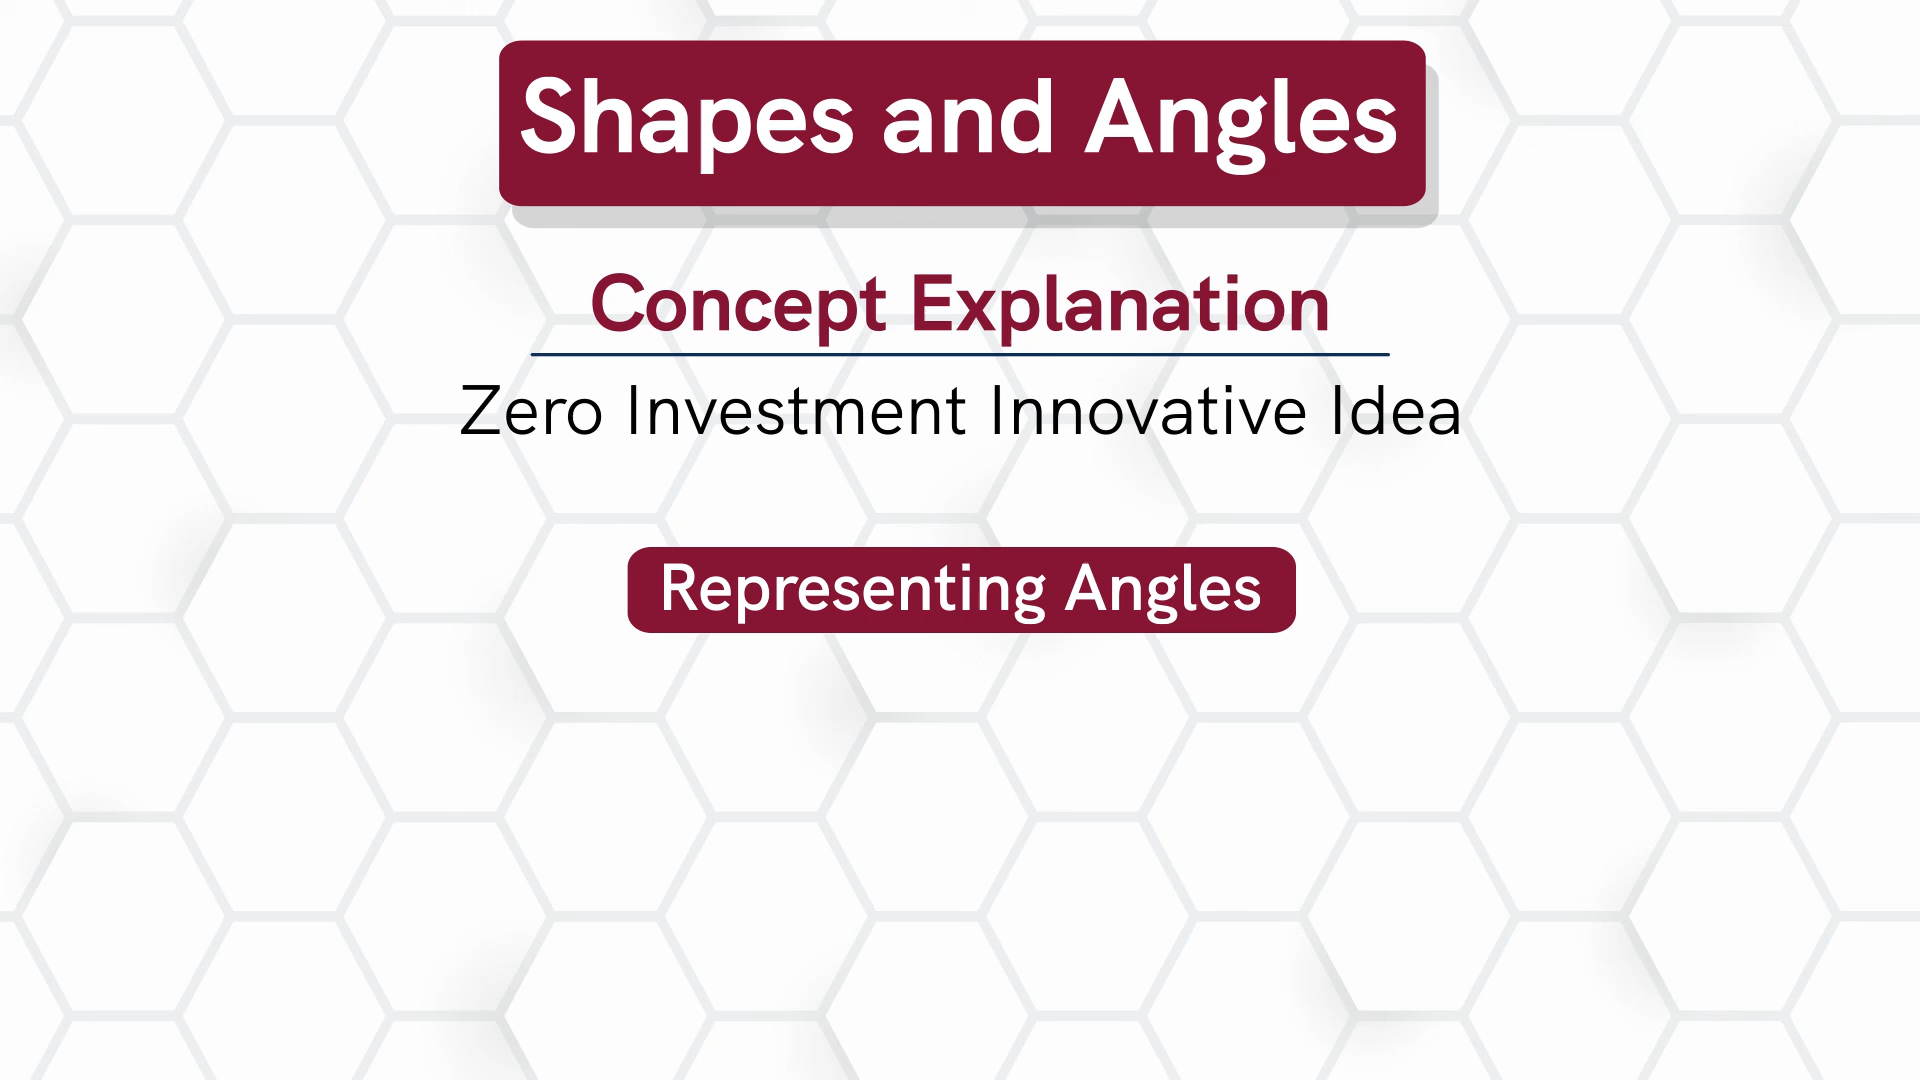 Shapes and Angles
Concept Explanation
Zero Investment Innovative Idea
Representing Angles